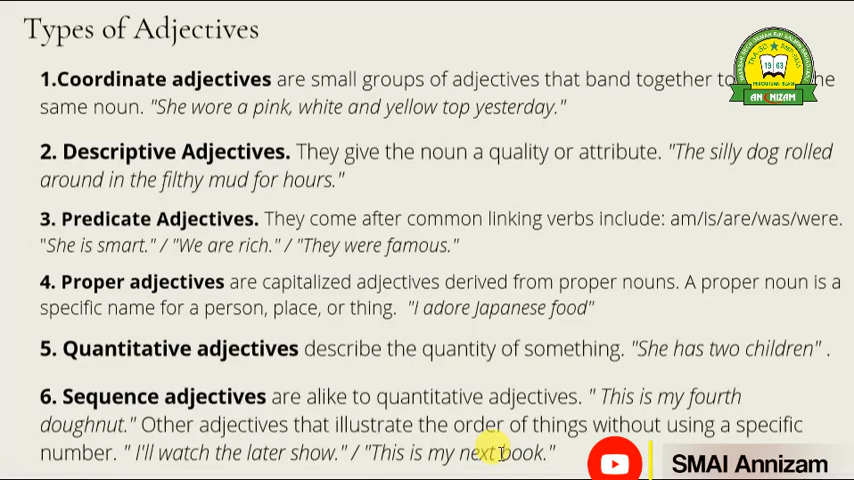 Types of Adjectives
1.Coordinate adjectives are small groups of adjectives that band together to
same noun. "She wore a pink, white and yellow top yesterday."
2. Descriptive Adjectives. They give the noun a quality or attribute. "The silly dog rolled
around in the filthy mud for hours."
3. Predicate Adjectives. They come after common linking verbs include: am/is/are/was/were.
"She is smart." / "We are rich." / "They were famous."
4. Proper adjectives are capitalized adjectives derived from proper nouns. A proper noun is a
specific name for a person, place, or thing. "I adore Japanese food"
5. Quantitative adjectives describe the quantity of something. "She has two children" .
6. Sequence adjectives are alike to quantitative adjectives. " This is my fourth
doughnut." Other adjectives that illustrate the order of things without using a specific
number. " I'll watch the later show." / "This is my next book."
19 63
ANNIZAM
SMAI Annizam